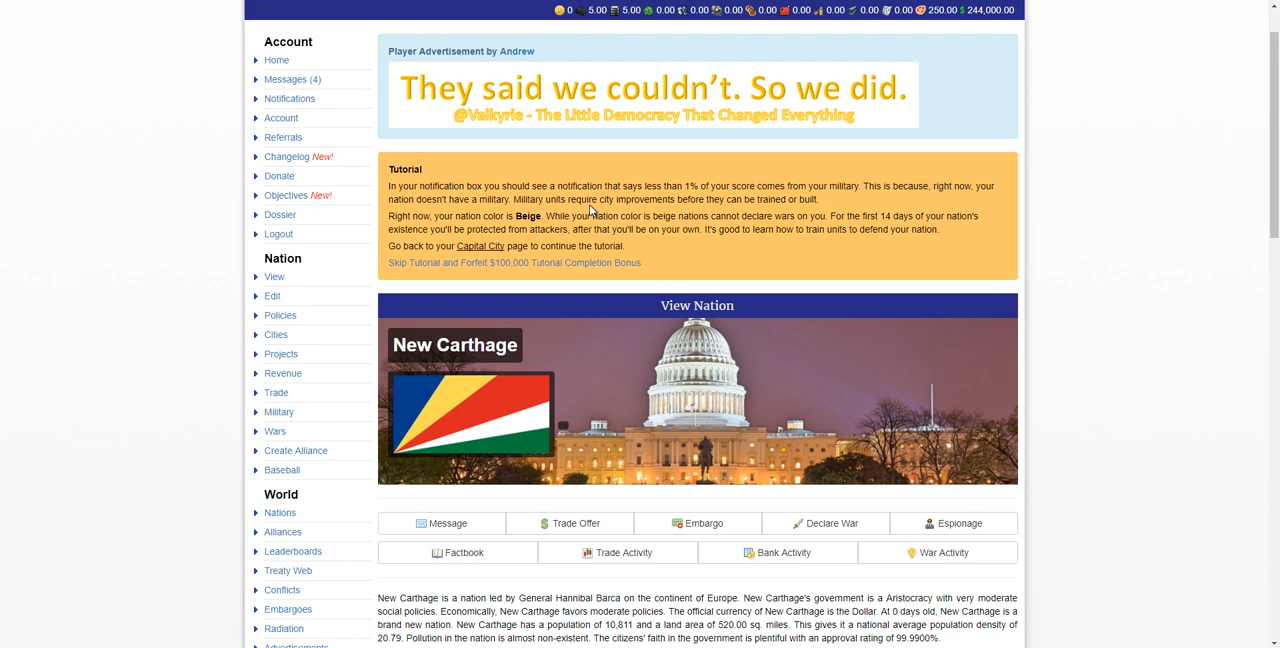 0 5.00 5.00 0.00 0.00 0.00 0.00 0.00 0.00 0.00 0.00 250.00 $ 244,000.00
Account
Home
Messages (4)
Notifications
Account
Referrals
Changelog New!
Donate
Objectives New!
Dossier
Logout
Nation
View
Edit
Policies
Cities
Projects
Revenue
Trade
Military
Wars
Create Alliance
Baseball
World
Nations
Alliances
Leaderboards
Treaty Web
Conflicts
Embargoes
Radiation
Advertisements
Player Advertisement by Andrew
They said we couldn't. So we did.
@Valkyrie - The Little Democracy That Changed Everything
Tutorial
In your notification box you should see a notification that says less than 1% of your score comes from your military. This is because, right now, your
nation doesn't have a military. Military units require city improvements before they can be trained or built.
Right now, your nation color is Beige. While your nation color is beige nations cannot declare wars on you. For the first 14 days of your nation's
existence you'll be protected from attackers, after that you'll be on your own. It's good to learn how to train units to defend your nation.
Go back to your Capital City page to continue the tutorial.
Skip Tutorial and Forfeit $100,000 Tutorial Completion Bonus
View Nation
New Carthage
Message Trade Offer Embargo Declare War Espionage
Factbook Trade Activity Bank Activity War Activity
New Carthage is a nation led by General Hannibal Barca on the continent of Europe. New Carthage's government is a Aristocracy with very moderate
social policies. Economically, New Carthage favors moderate policies. The official currency of New Carthage is the Dollar. At 0 days old, New Carthage is a
brand new nation. New Carthage has a population of 10,811 and a land area of 520.00 sq. miles. This gives it a national average population density of
20.79. Pollution in the nation is almost non-existent. The citizens' faith in the government is plentiful with an approval rating of 99.9900%.